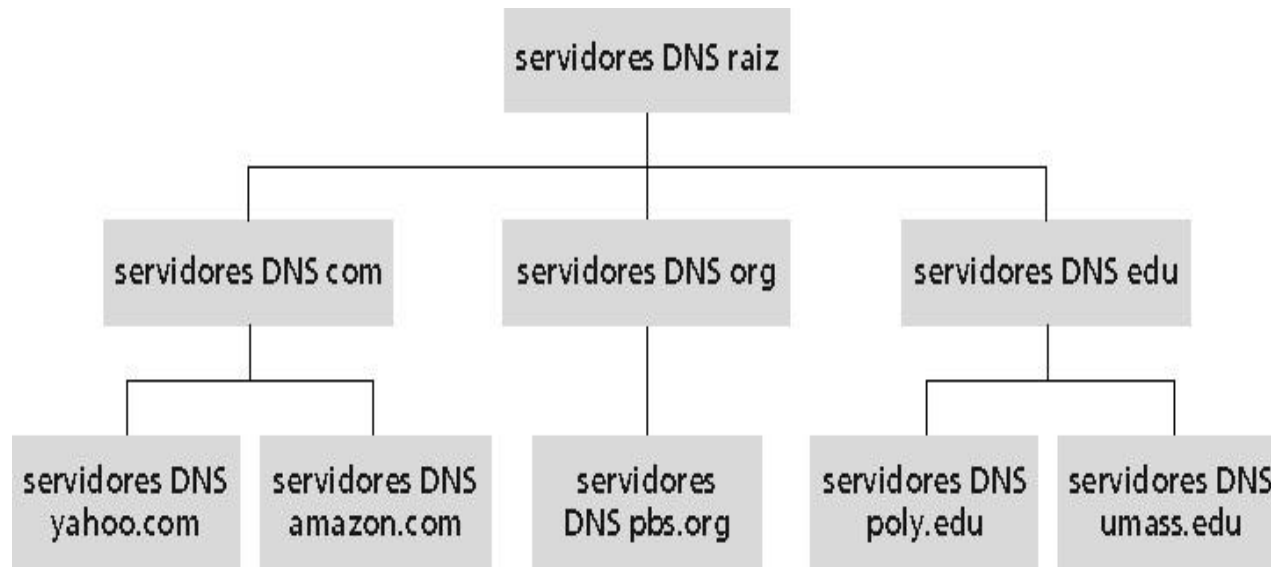 servidores DNS raiz
servidores DNS com
servidores DNS org
servidores DNS edu
servidores DNS
yahoo.com
servidores DNS
amazon.com
servidores
DNS pbs.org
servidores DNS
poly.edu
servidores DNS
umass.edu